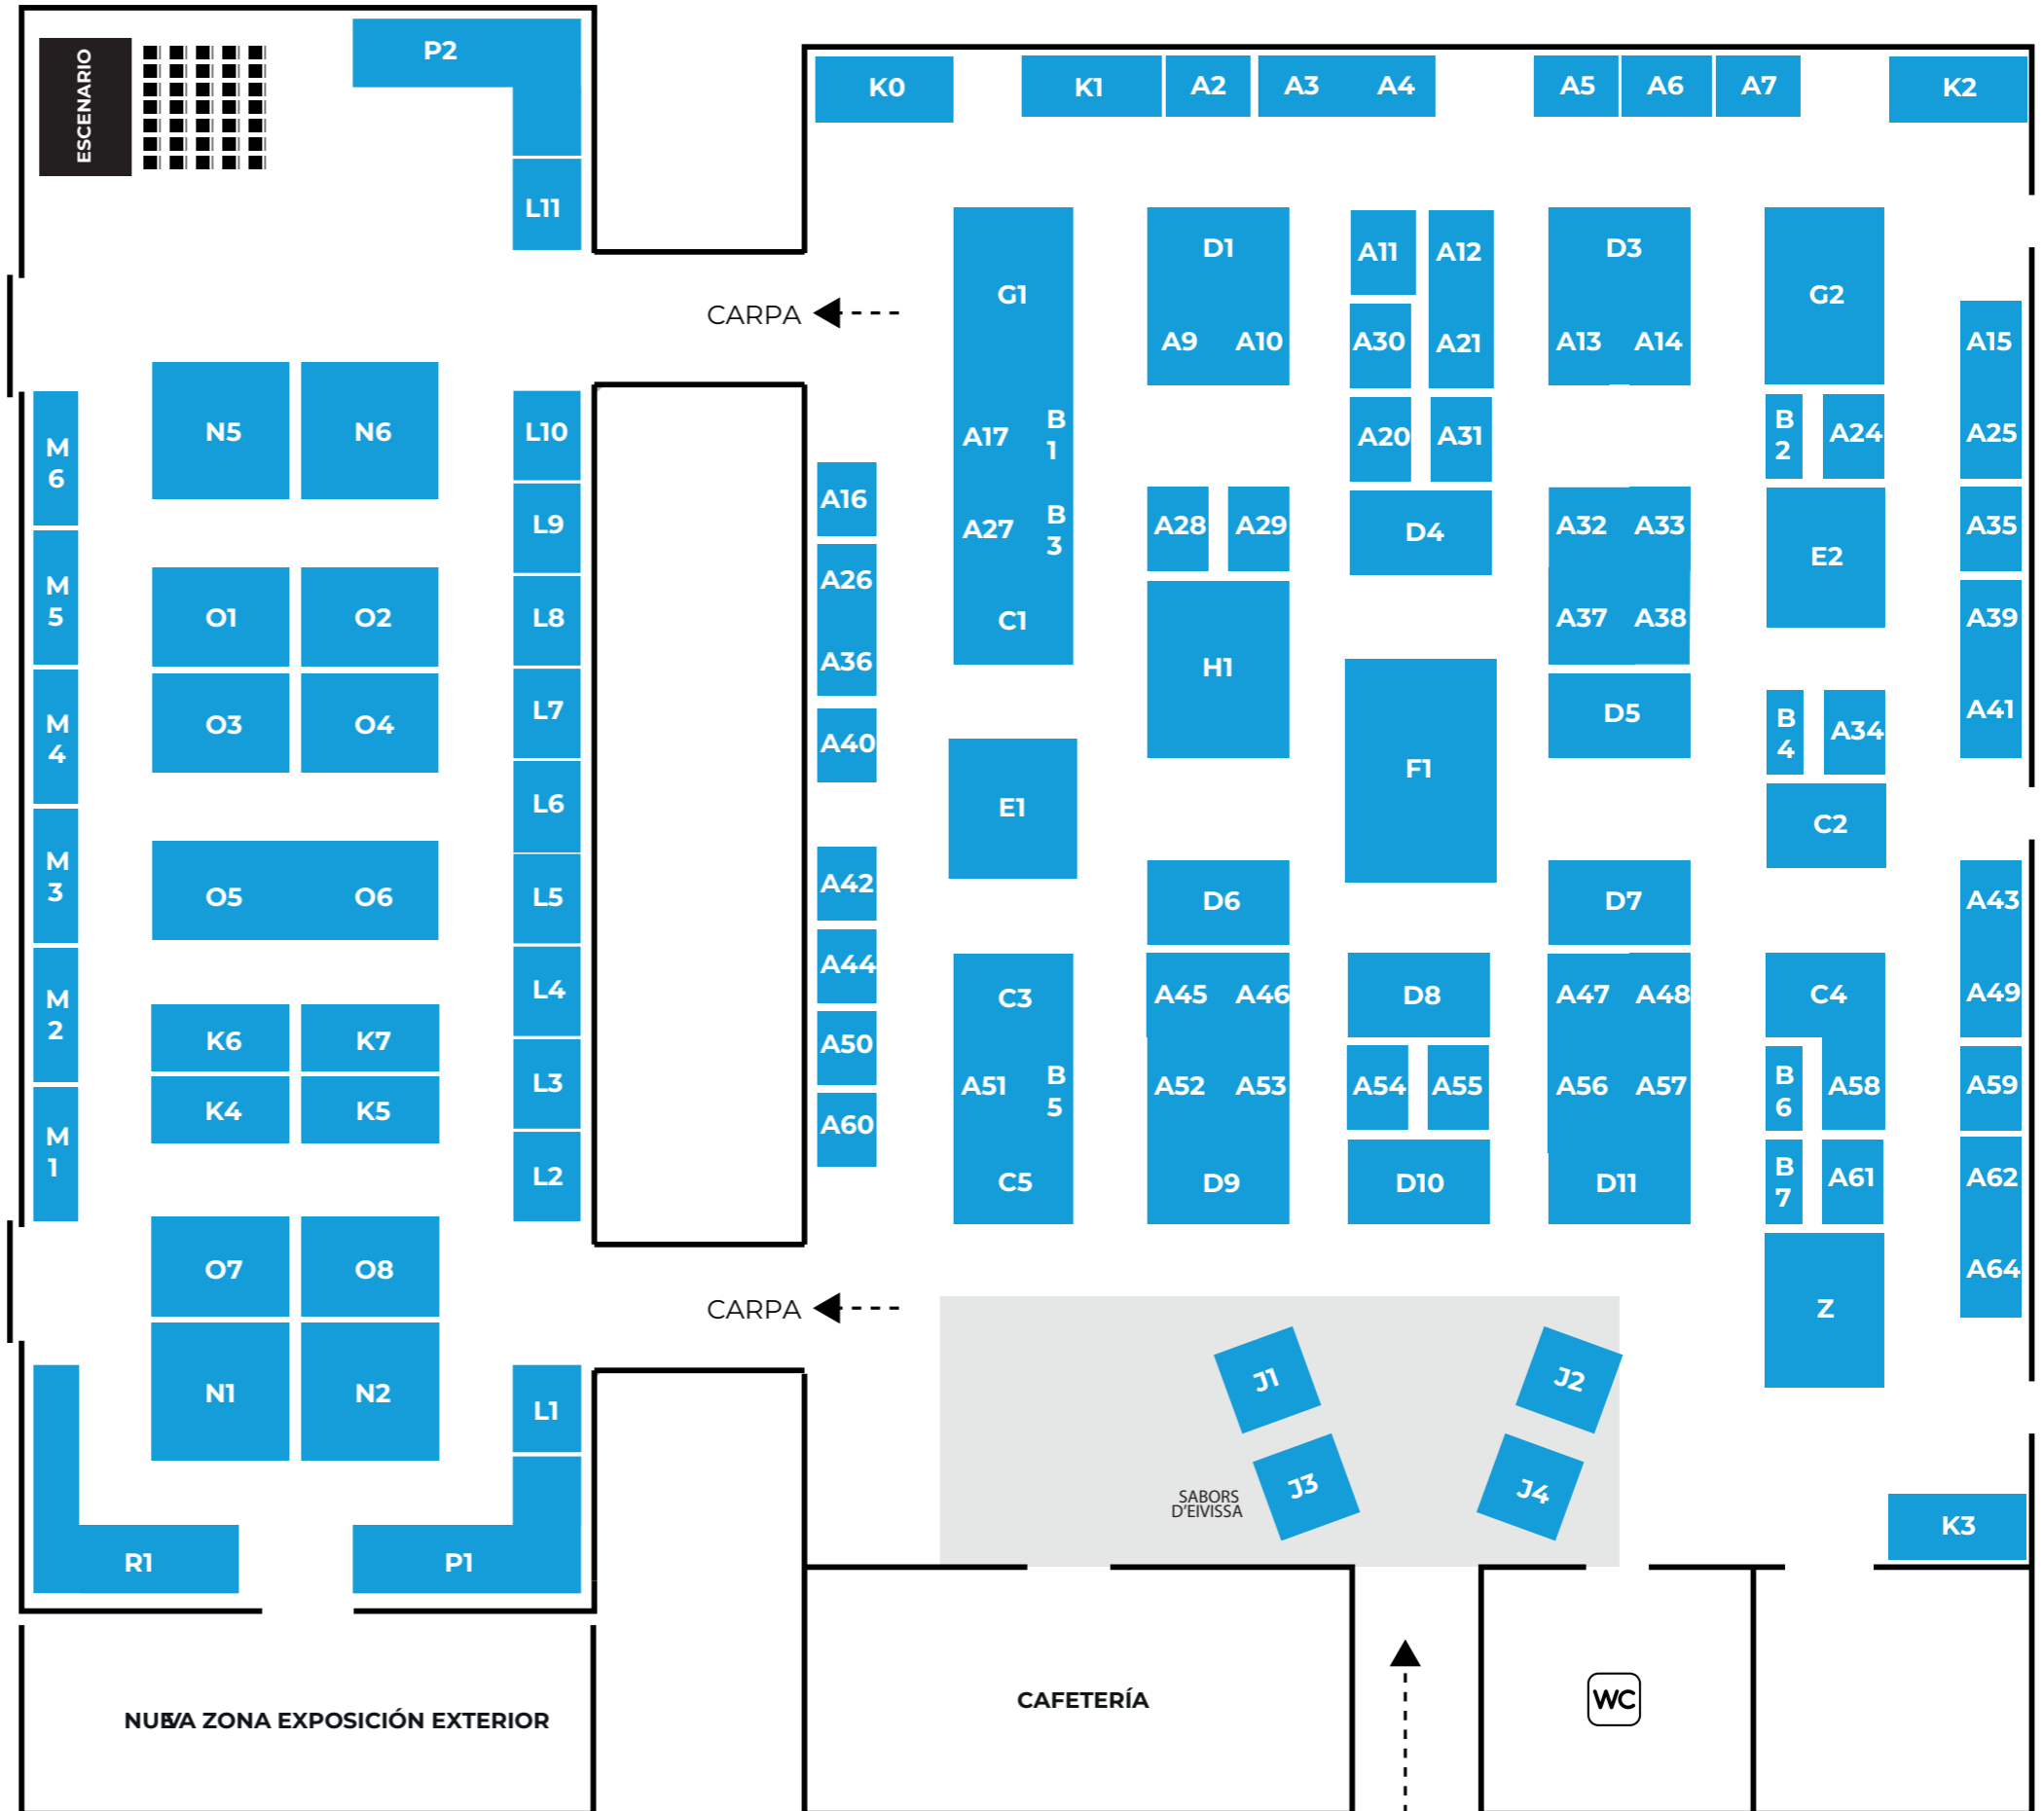 ESCENARIO
P2
L11
K0
K1
A2
A3
A4
A5
A6
A7
K2
CARPA
G1
D1
A9
A10
A11
A12
A30
A21
D3
A13
A14
G2
A15
N5
N6
L10
M
6
A17
B
1
A20
A31
B
2
A24
A25
L9
A16
A27
B
3
A28
A29
D4
A32
A33
E2
A35
M
5
O1
O2
L8
A26
C1
A36
H1
A37
A38
A39
M
4
O3
O4
L7
A40
F1
D5
B
4
A34
A41
L6
E1
C2
M
3
O5
O6
L5
A42
D6
D7
A43
M
2
L4
A44
C3
A45
A46
D8
A47
A48
C4
A49
K6
K7
L3
A50
A51
B
5
A52
A53
A54
A55
A56
A57
B
6
A58
A59
K4
K5
M
1
L2
A60
C5
D9
D10
D11
B
7
A61
A62
O7
O8
CARPA
Z
A64
N1
N2
L1
J1
J2
J3
J4
SABORS
D'EIVISSA
K3
R1
P1
NUEVA ZONA EXPOSICIÓN EXTERIOR
CAFETERÍA
WC